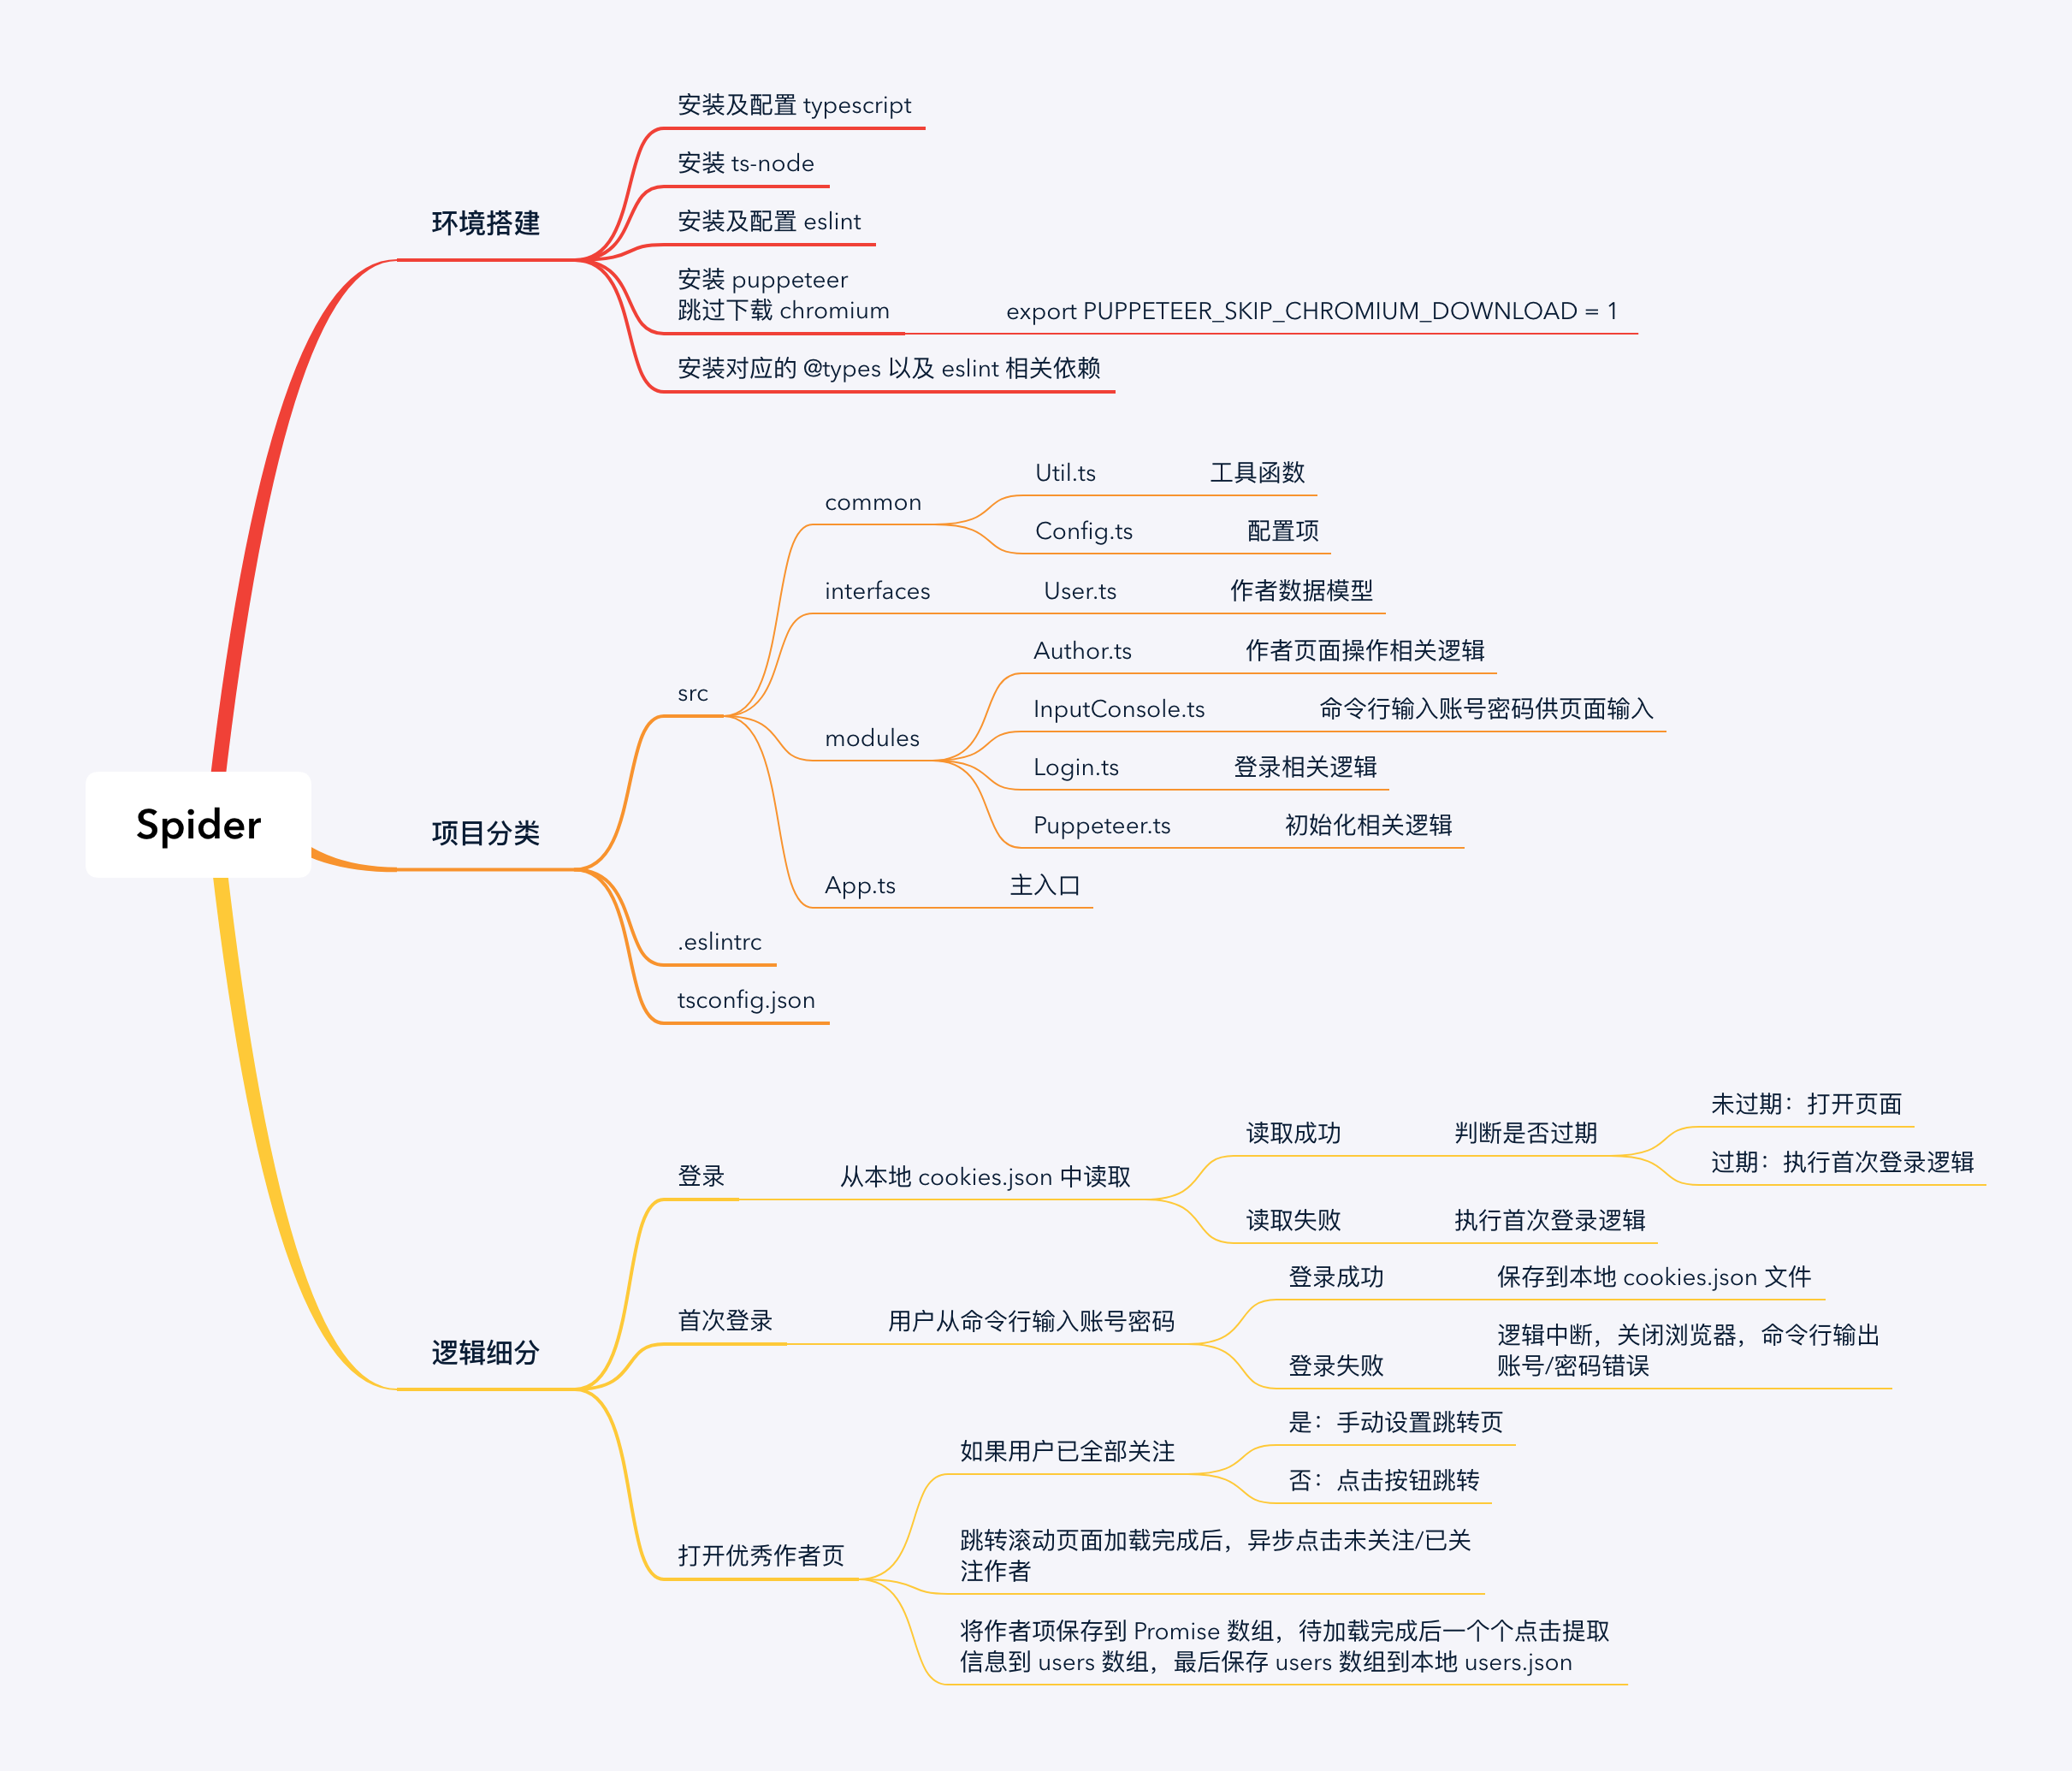 Spider
环境搭建
安装及配置 typescript
安装 ts-node
安装及配置 eslint
安装 puppeteer
跳过下载 chromium
export PUPPETEER_SKIP_CHROMIUM_DOWNLOAD = 1
安装对应的 @types 以及 eslint 相关依赖
项目分类
src
common
Util.ts
工具函数
Config.ts
配置项
interfaces
User.ts
作者数据模型
modules
Author.ts
作者页面操作相关逻辑
InputConsole.ts
命令行输入账号密码供页面输入
Login.ts
登录相关逻辑
Puppeteer.ts
初始化相关逻辑
App.ts
主入口
.eslintrc
tsconfig.json
逻辑细分
登录
从本地 cookies.json 中读取
读取成功
判断是否过期
未过期：打开页面
过期：执行首次登录逻辑
读取失败
执行首次登录逻辑
首次登录
用户从命令行输入账号密码
登录成功
保存到本地 cookies.json 文件
登录失败
逻辑中断，关闭浏览器，命令行输出
账号/密码错误
打开优秀作者页
如果用户已全部关注
是：手动设置跳转页
否：点击按钮跳转
跳转滚动页面加载完成后，异步点击未关注/已关
注作者
将作者项保存到 Promise 数组，待加载完成后一个个点击提取
信息到 users 数组，最后保存 users 数组到本地 users.json